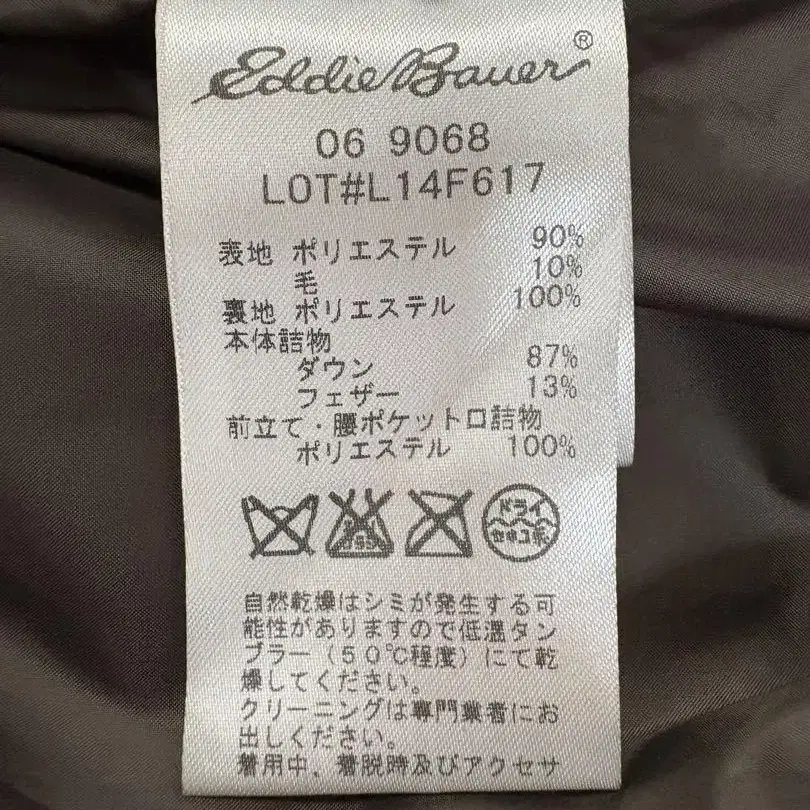 Eddie Bauer®
06 9068
LOT#L14F617
表地 ポリエステル 90%
毛 10%
裏地 ポリエステル 100%
本体詰物
ダウン 87%
フェザー 13%
前立て・腰ポケット口詰物
ポリエステル 100%
ドライ
セキユ系
自然乾燥はシミが発生する可
能性がありますので低温タン
ブラー（50℃程度）にて乾
燥してください。
クリーニングは専門業者にお
出しください。
着用中、着脱時及びアクセサ